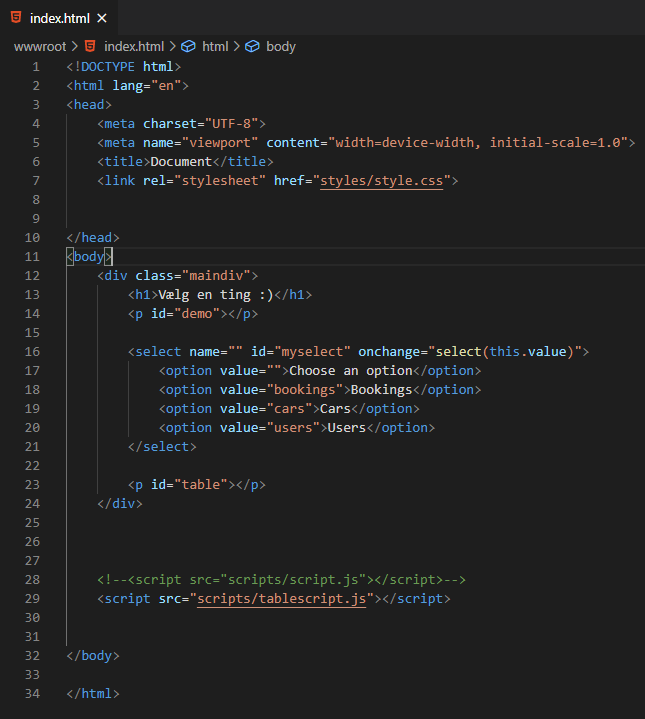 index.html ×
wwwroot > index.html > html > body
1 <!DOCTYPE html>
2 <html lang="en">
3 <head>
4     <meta charset="UTF-8">
5     <meta name="viewport" content="width=device-width, initial-scale=1.0">
6     <title>Document</title>
7     <link rel="stylesheet" href="styles/style.css">
8
9
10 </head>
11 <body>
12     <div class="maindiv">
13         <h1>Vælg en ting :)</h1>
14         <p id="demo"></p>
15
16         <select name="" id="myselect" onchange="select(this.value)">
17             <option value="">Choose an option</option>
18             <option value="bookings">Bookings</option>
19             <option value="cars">Cars</option>
20             <option value="users">Users</option>
21         </select>
22
23         <p id="table"></p>
24     </div>
25
26
27
28     <!--<script src="scripts/script.js"></script>-->
29     <script src="scripts/tablescript.js"></script>
30
31
32 </body>
33
34 </html>